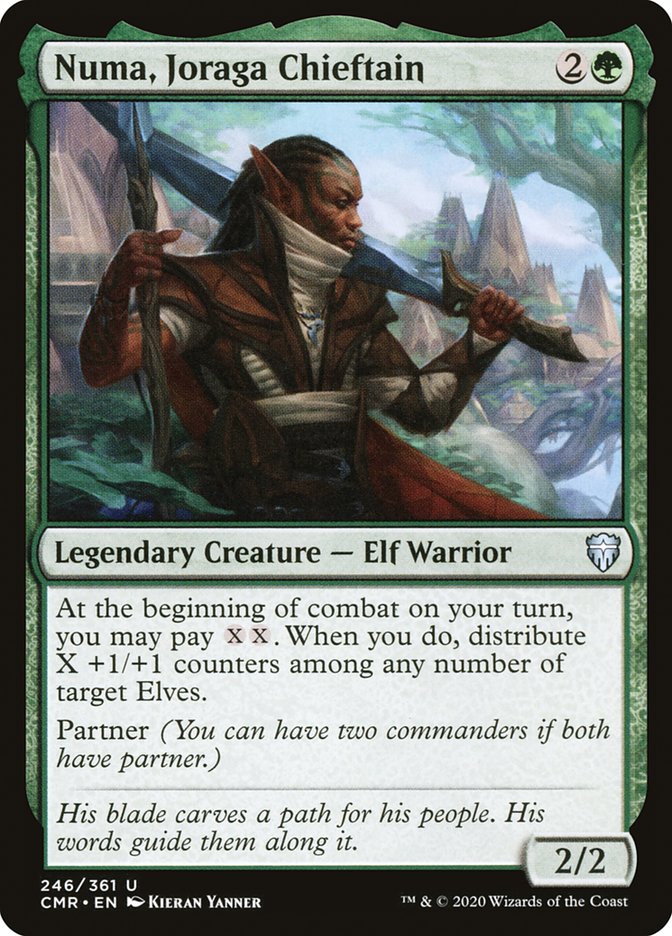 Numa, Joraga Chieftain 2
Legendary Creature — Elf Warrior
At the beginning of combat on your turn,
you may pay X X. When you do, distribute
X +1/+1 counters among any number of
target Elves.
Partner (You can have two commanders if both
have partner.)
His blade carves a path for his people. His
words guide them along it.
2/2
246/361 U
CMR • EN Kieran Yanner
™ & © 2020 Wizards of the Coast